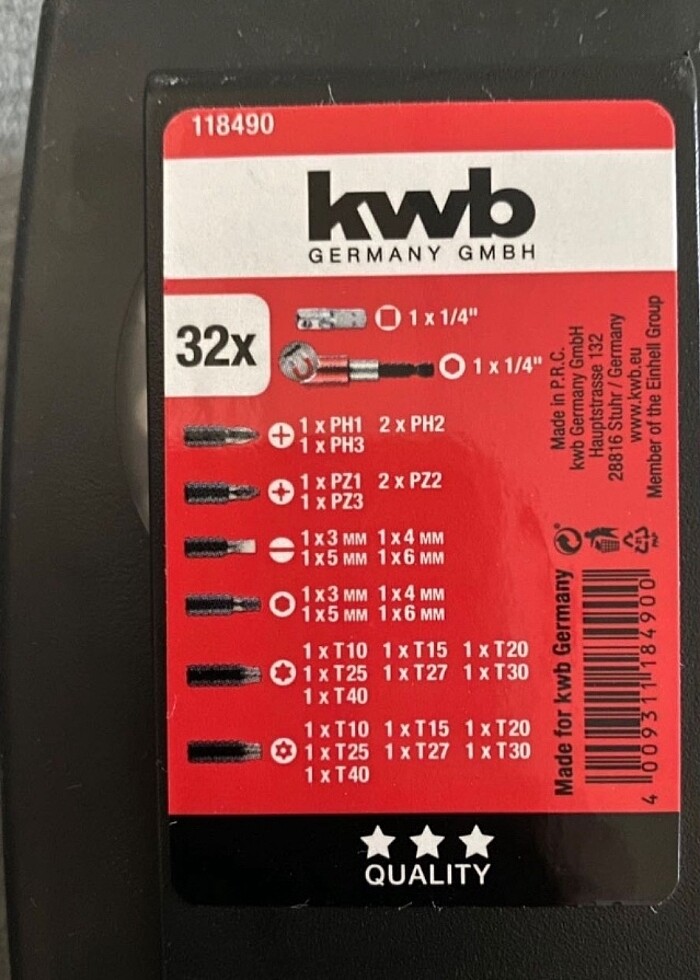 118490
kwb
GERMANY GMBH
32x
1 x 1/4"
1 x 1/4"
1 x PH1 2 x PH2
1 x PH3
1 x PZ1 2 x PZ2
1 x PZ3
1 x 3 MM 1 x 4 MM
1 x 5 MM 1 x 6 MM
1 x 3 MM 1 x 4 MM
1 x 5 MM 1 x 6 MM
1 x T10 1 x T15 1 x T20
1 x T25 1 x T27 1 x T30
1 x T40
1 x T10 1 x T15 1 x T20
1 x T25 1 x T27 1 x T30
1 x T40
Made in P.R.C.
kwb Germany GmbH
Hauptstrasse 132
28816 Stuhr / Germany
www.kwb.eu
Member of the Einhell Group
Made for kwb Germany
4 009311 184900
QUALITY